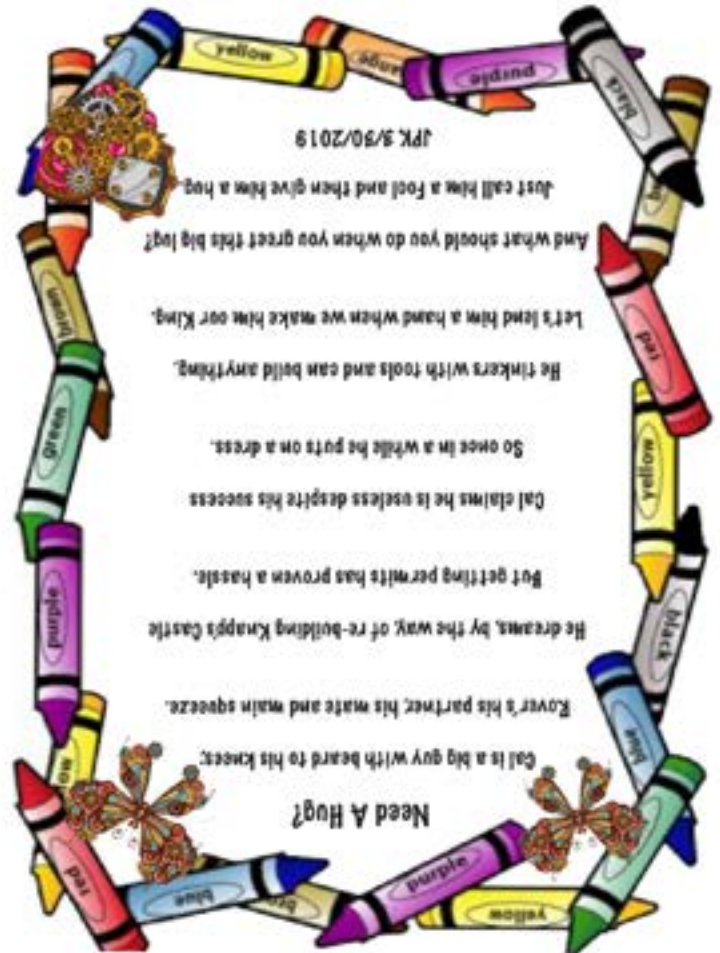 Need A Hug?
Cal is a big guy with beard to his knees;
Rover's his partner, his mate and main squeeze.
He dreams, by the way, of re-building Knapp's Castle
But getting permits has proven a hassle.
Cal claims he is useless despite his success
So once in a while he puts on a dress.
He tinkers with tools and can build anything.
Let's lend him a hand when we make him our King.
And what should you do when you greet this big lug?
Just call him a Fool and then give him a hug
JPK 3/30/2019
yellow
orange
purple
black
red
yellow
black
blue
yellow
purple
blue
red
purple
green
brown